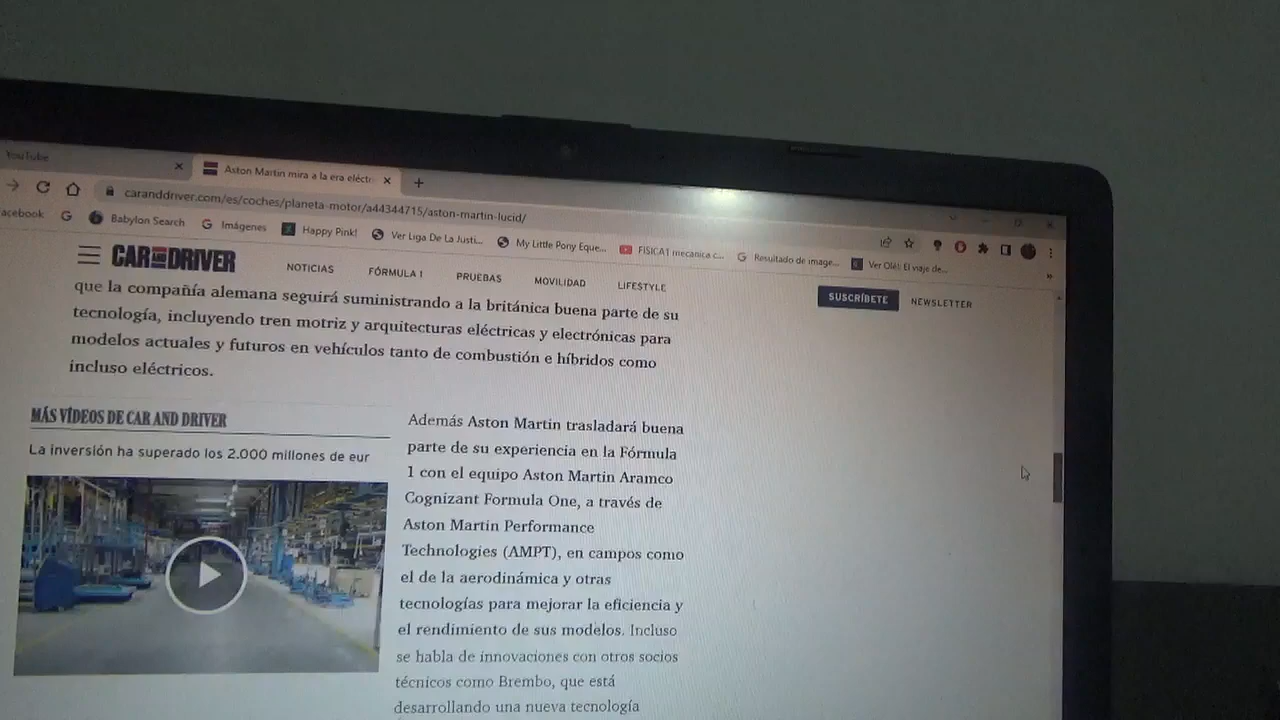 YouTube
Aston Martin mira a la era eléctri
caranddriver.com/es/coches/planeta-motor/a44344715/aston-martin-lucid/
acebook
Babylon Search
Imágenes
Happy Pink!
Ver Liga De La Justi...
My Little Pony Eque...
FISICA1 mecanica c...
Resultado de image...
Ver Olé! El viaje de...
CAR AND DRIVER
NOTICIAS
FÓRMULA 1
PRUEBAS
MOVILIDAD
LIFESTYLE
SUSCRÍBETE
NEWSLETTER
que la compañía alemana seguirá suministrando a la británica buena parte de su
tecnología, incluyendo tren motriz y arquitecturas eléctricas y electrónicas para
modelos actuales y futuros en vehículos tanto de combustión e híbridos como
incluso eléctricos.
MÁS VÍDEOS DE CAR AND DRIVER
La inversión ha superado los 2.000 millones de eur
Además Aston Martin trasladará buena
parte de su experiencia en la Fórmula
1 con el equipo Aston Martin Aramco
Cognizant Formula One, a través de
Aston Martin Performance
Technologies (AMPT), en campos como
el de la aerodinámica y otras
tecnologías para mejorar la eficiencia y
el rendimiento de sus modelos. Incluso
se habla de innovaciones con otros socios
técnicos como Brembo, que está
desarrollando una nueva tecnología